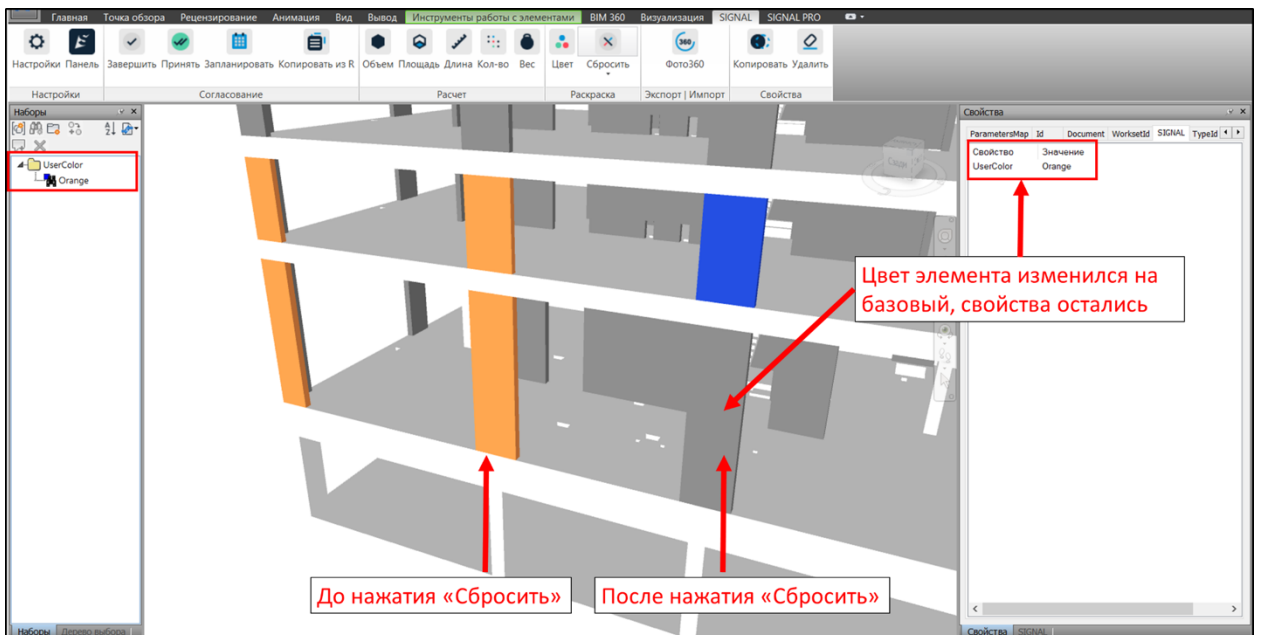 Главная Точка обзора Рецензирование Анимация Вид Вывод Инструменты работы с элементами BIM 360 Визуализация SIGNAL SIGNAL PRO
360
Настройки Панель Завершить Принять Запланировать Копировать из R Объем Площадь Длина Кол-во Вес Цвет Сбросить Фото360 Копировать Удалить
Настройки Согласование Расчет Раскраска Экспорт | Импорт Свойства
Наборы
UserColor
Orange
Свойства
ParametersMap Id Document WorksetId SIGNAL TypeId
Свойство Значение
UserColor Orange
Цвет элемента изменился на
базовый, свойства остались
До нажатия «Сбросить»
После нажатия «Сбросить»
Наборы Дерево выбора
Свойства SIGNAL